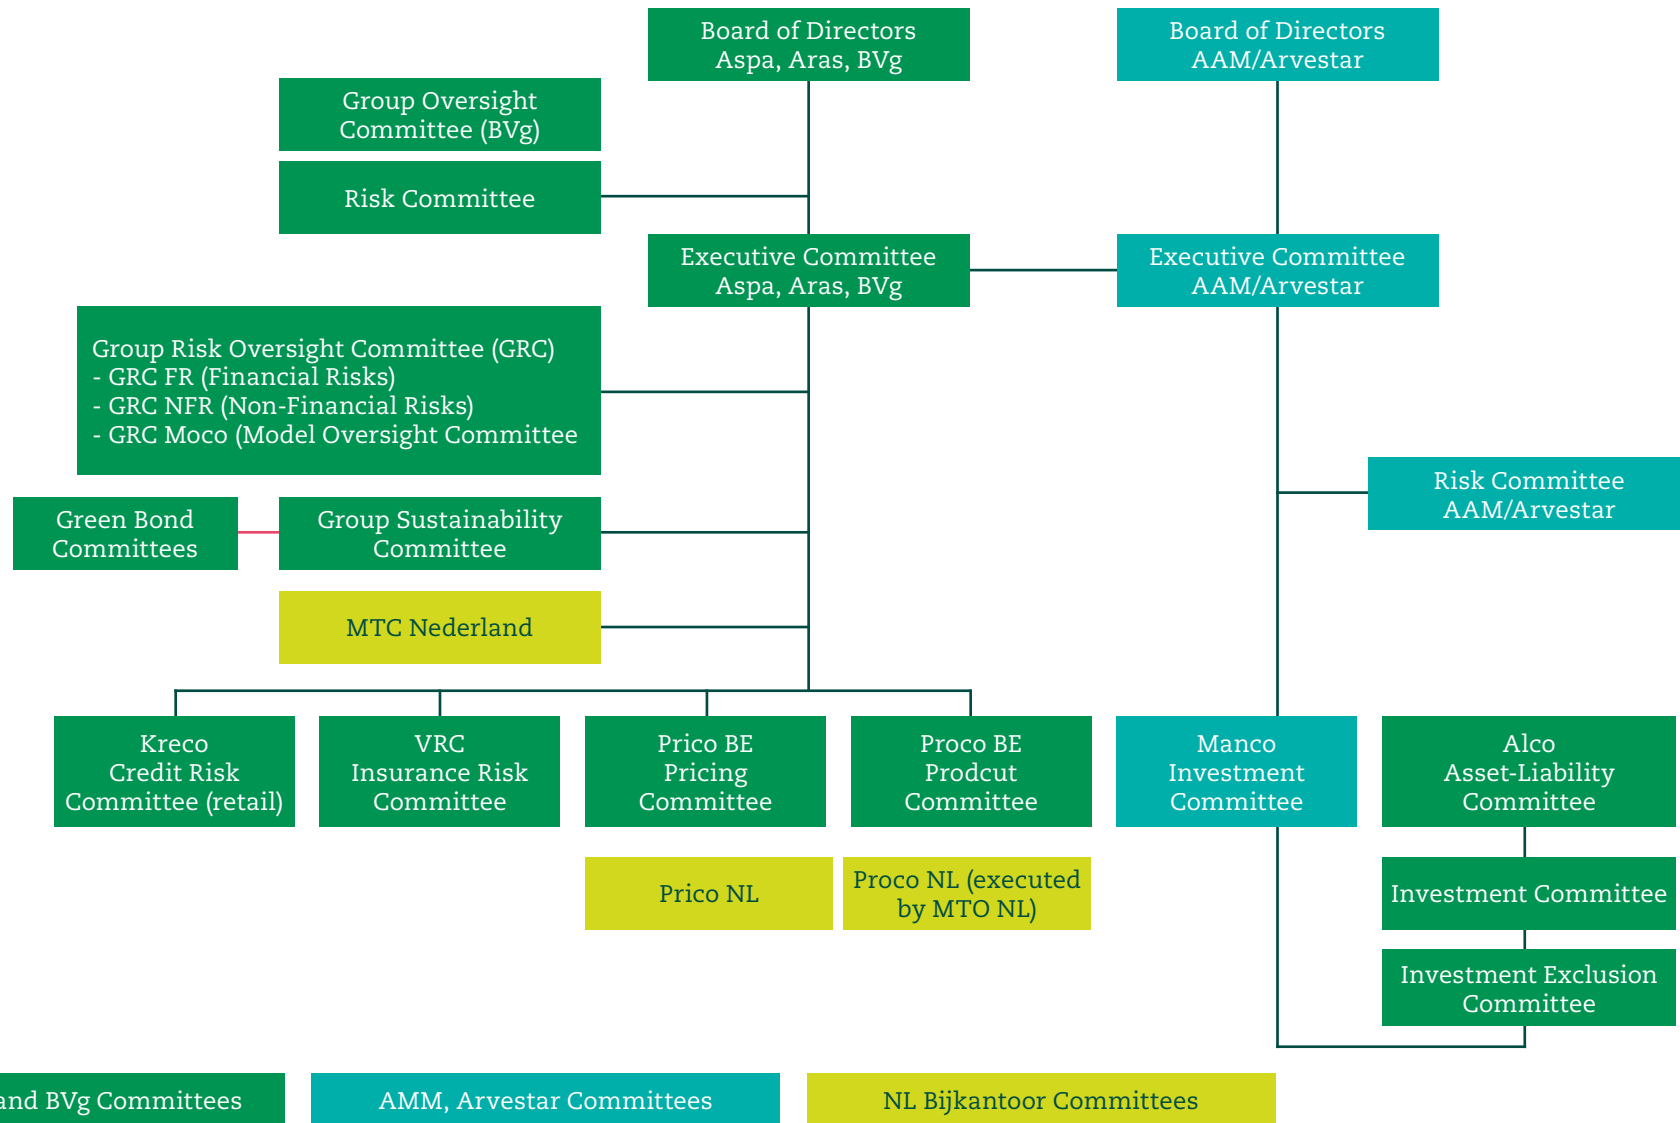 Board of Directors
Aspa, Aras, BVg
Board of Directors
AAM/Arvestar
Group Oversight
Committee (BVg)
Risk Committee
Executive Committee
Aspa, Aras, BVg
Executive Committee
AAM/Arvestar
Group Risk Oversight Committee (GRC)
- GRC FR (Financial Risks)
- GRC NFR (Non-Financial Risks)
- GRC Moco (Model Oversight Committee
Risk Committee
AAM/Arvestar
Green Bond
Committees
Group Sustainability
Committee
MTC Nederland
Kreco
Credit Risk
Committee (retail)
VRC
Insurance Risk
Committee
Prico BE
Pricing
Committee
Proco BE
Prodcut
Committee
Manco
Investment
Committee
Alco
Asset-Liability
Committee
Prico NL
Proco NL (executed
by MTO NL)
Investment Committee
Investment Exclusion
Committee
and BVg Committees
AMM, Arvestar Committees
NL Bijkantoor Committees